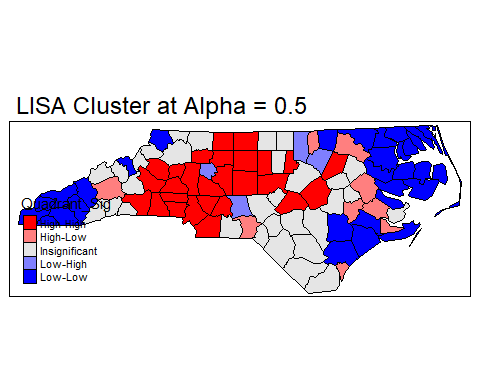 LISA Cluster at Alpha = 0.5
High-Low
Insignificant
Low-High
Low-Low